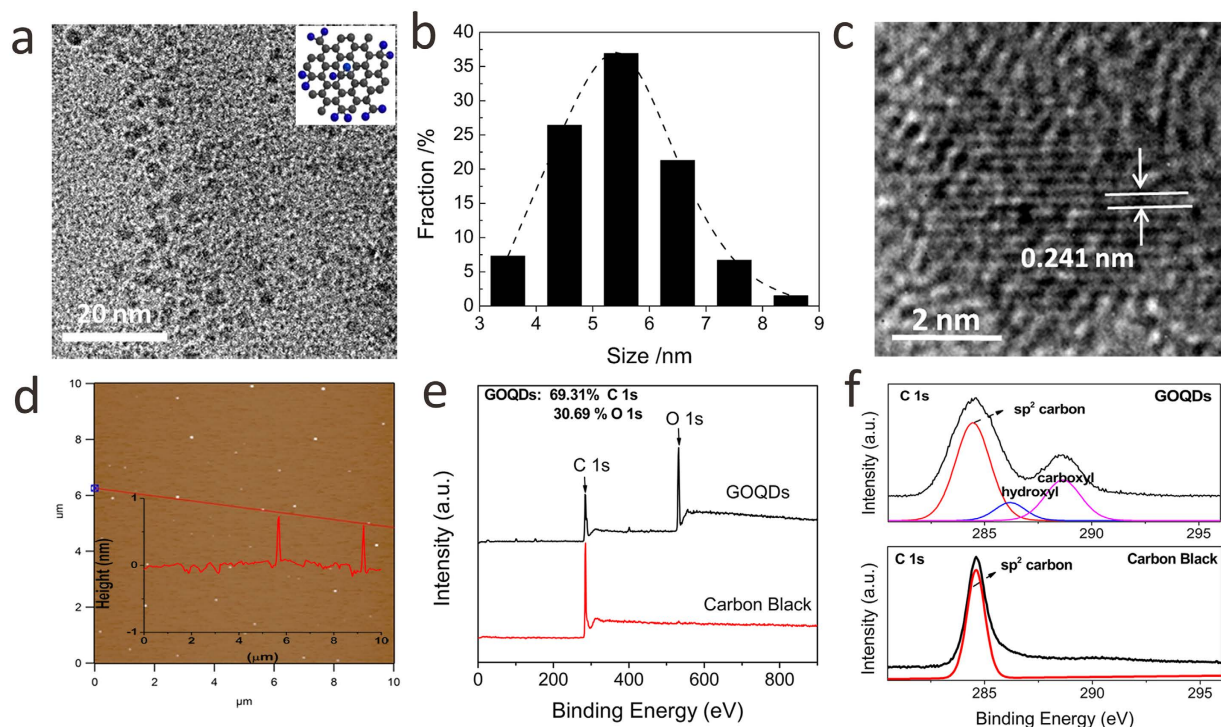 a
20 nm
b
Fraction /%
40
35
30
25
20
15
10
5
0
3 4 5 6 7 8 9
Size /nm
c
0.241 nm
2 nm
d
10
8
6
4
2
0
µm
1
0
-1
Height (nm)
0 2 4 6 8 10
(µm)
0 2 4 6 8 10
µm
e
GOQDs: 69.31% C 1s
30.69 % O 1s
O 1s
C 1s
GOQDs
Carbon Black
Intensity (a.u.)
0 200 400 600 800
Binding Energy (eV)
f
C 1s
GOQDs
sp² carbon
carboxyl
hydroxyl
Intensity (a.u.)
285 290 295
C 1s
Carbon Black
sp² carbon
Intensity (a.u.)
285 290 295
Binding Energy (eV)